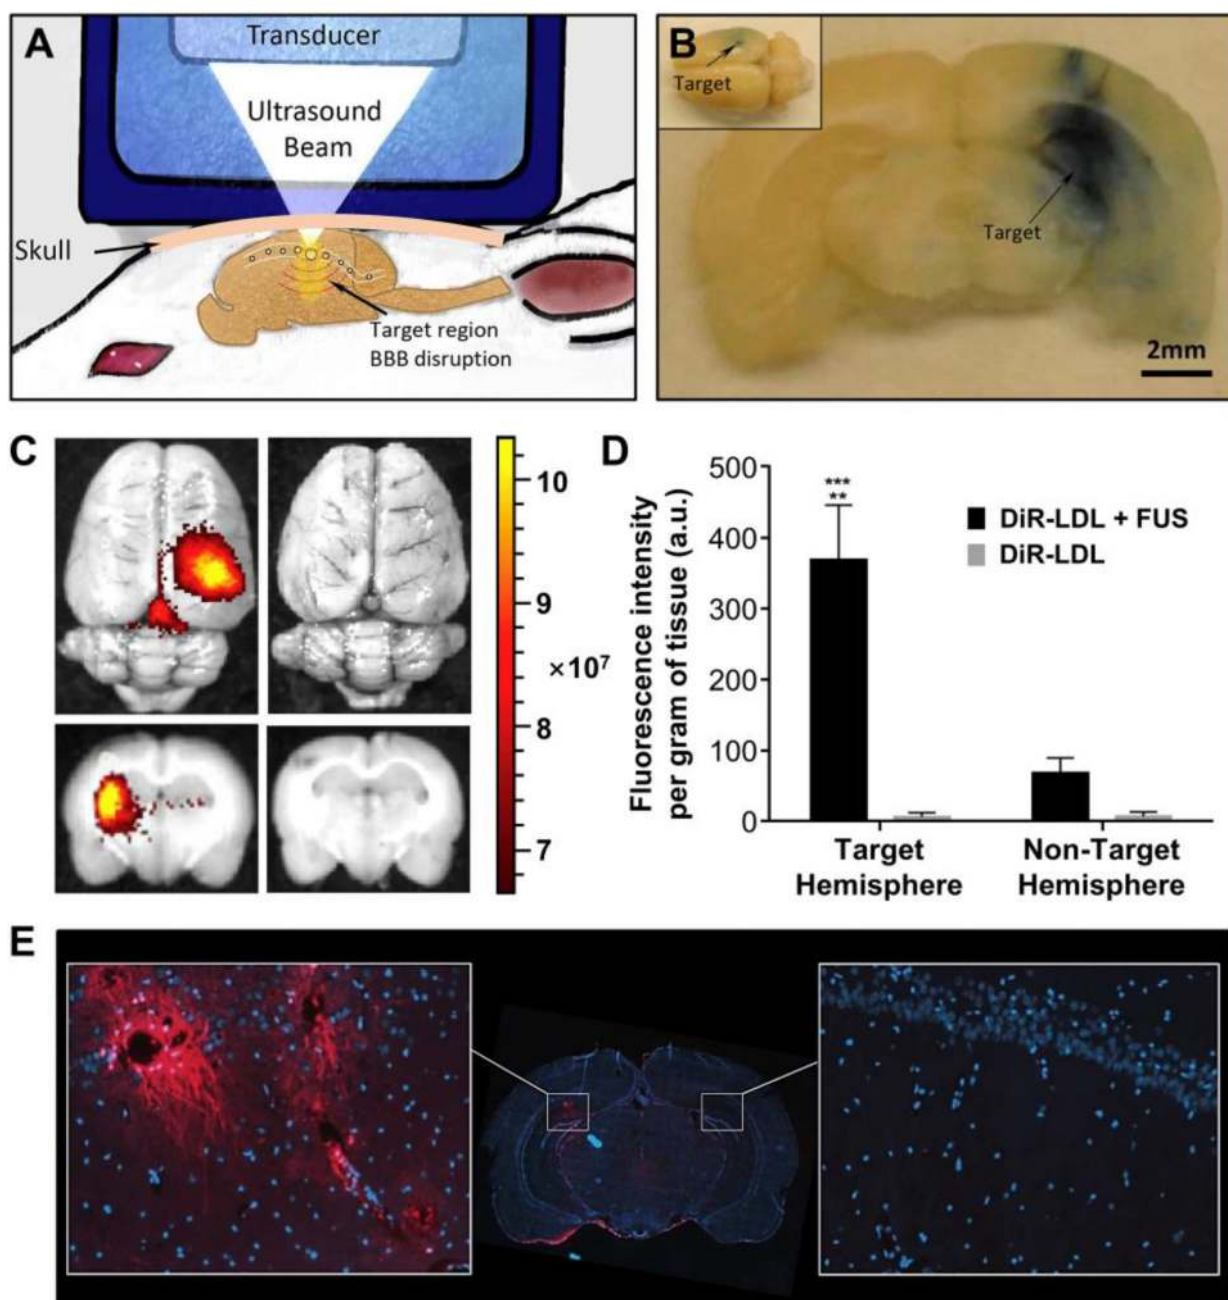 A
Transducer
Ultrasound
Beam
Skull
Target region
BBB disruption
B
Target
Target
2mm
C
10
9
×10⁷
8
7
D
Fluorescence intensity
per gram of tissue (a.u.)
500
400
300
200
100
0
***
**
DiR-LDL + FUS
DiR-LDL
Target
Hemisphere
Non-Target
Hemisphere
E